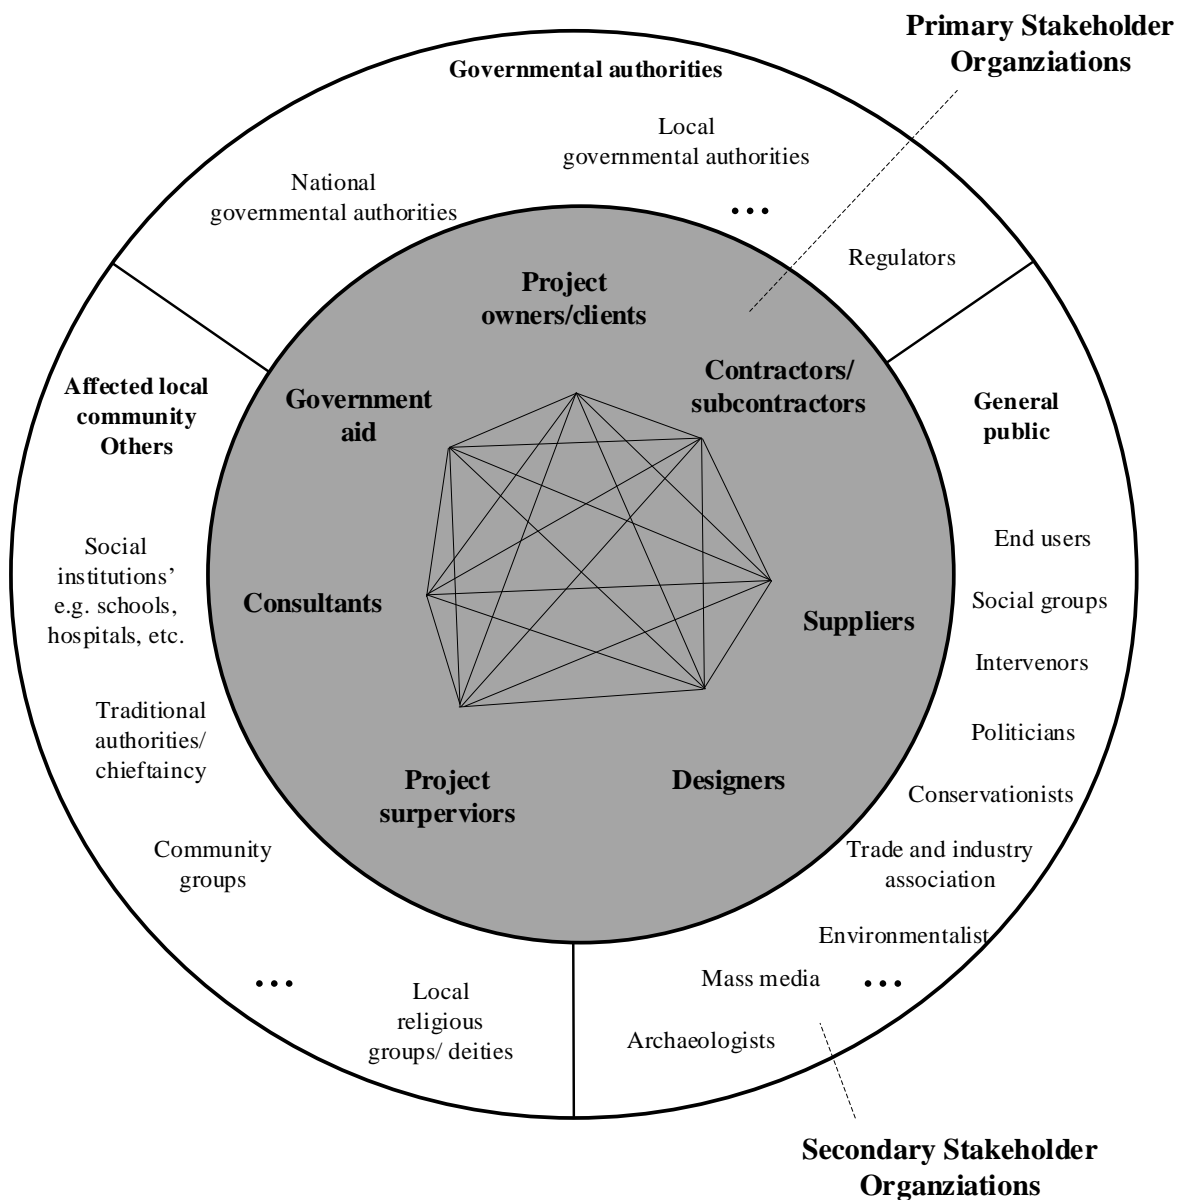 Primary Stakeholder
Organziations
Governmental authorities
Local
governmental authorities
National
governmental authorities
...
Regulators
Project
owners/clients
Contractors/
subcontractors
Government
aid
Affected local
community
Others
General
public
Social
institutions’
e.g. schools,
hospitals, etc.
End users
Consultants
Suppliers
Social groups
Intervenors
Traditional
authorities/
chieftaincy
Politicians
Project
surperviors
Designers
Conservationists
Community
groups
Trade and industry
association
Environmentalist
Mass media
...
...
Local
religious
groups/ deities
Archaeologists
Secondary Stakeholder
Organziations